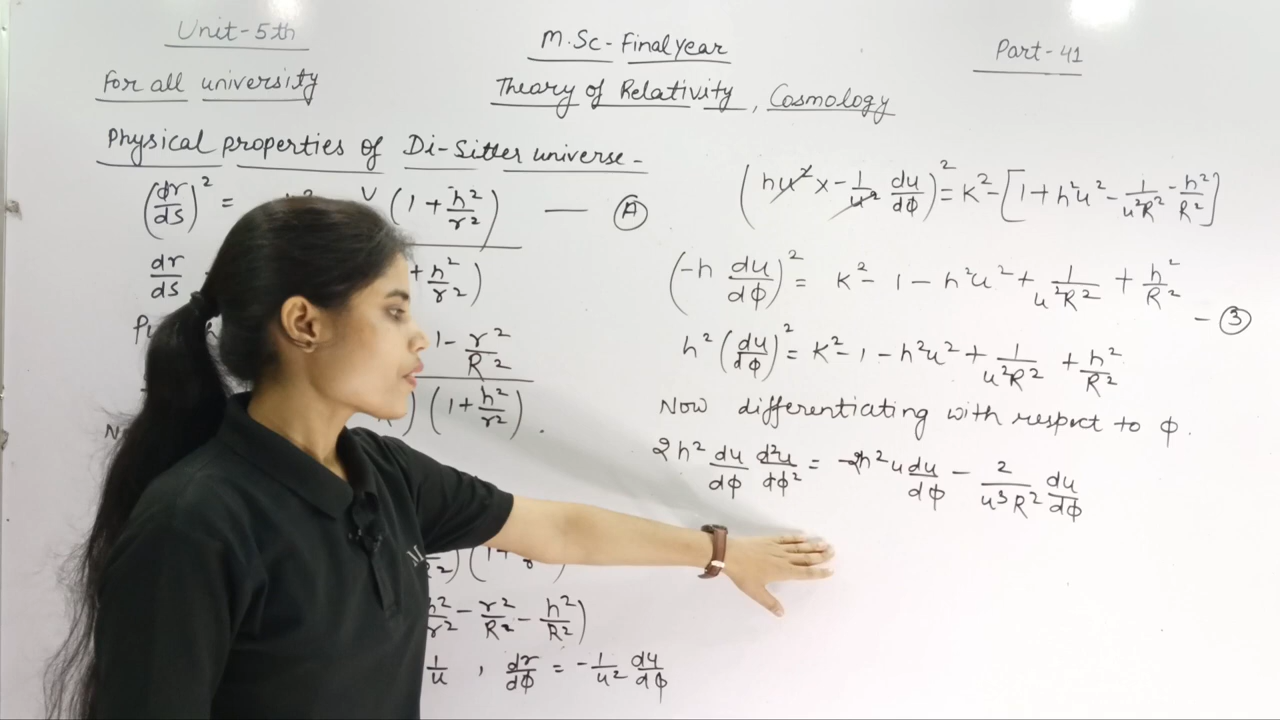 Unit-5th
M.Sc-Final year
Part-41
For all university
Theory of Relativity, Cosmology
Physical properties of Di-Sitter universe-
(dr/ds)² = (1 + h²/r²) — Ⓐ
dr/ds + h²/r²)
1 - r²/R²
) (1 + h²/r²).
h²/r² - r²/R² - h²/R²)
1/u , dr/dφ = -1/u² du/dφ
(hu² x - 1/u² du/dφ)² = K² - [1 + h²u² - 1/u²R² - h²/R²]
(-h du/dφ)² = K² - 1 - h²u² + 1/u²R² + h²/R² - ③
h² (du/dφ)² = K² - 1 - h²u² + 1/u²R² + h²/R²
Now differentiating with respect to φ.
2h² du/dφ d²u/dφ² = -2h²u du/dφ - 2/u³R² du/dφ